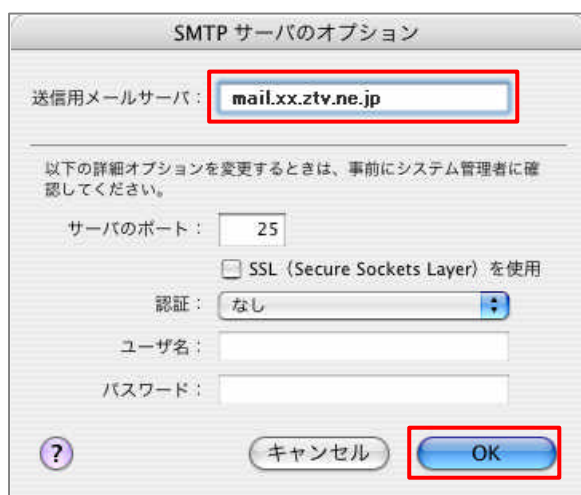 SMTP サーバのオプション
送信用メールサーバ： mail.xx.ztv.ne.jp
以下の詳細オプションを変更するときは、事前にシステム管理者に確
認してください。
サーバのポート： 25
SSL（Secure Sockets Layer）を使用
認証： なし
ユーザ名：
パスワード：
? キャンセル OK